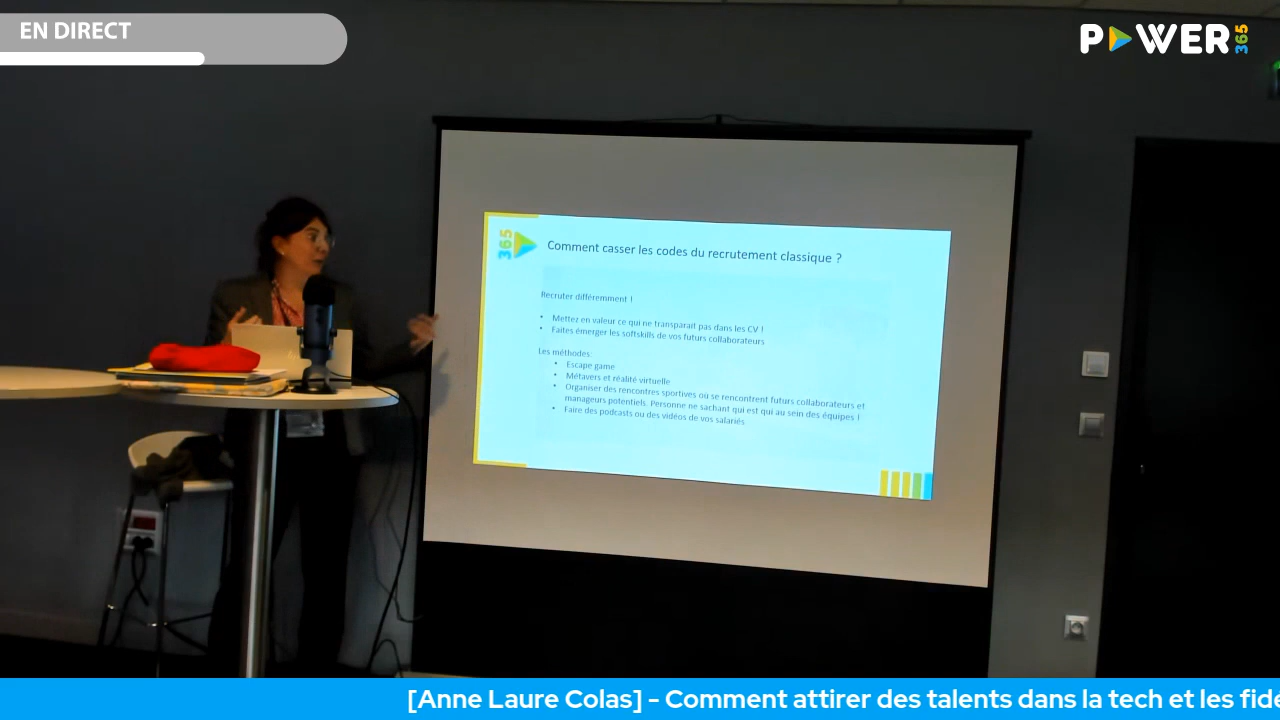 EN DIRECT
POWER 365
365
Comment casser les codes du recrutement classique ?
Recruter différemment !
• Mettez en valeur ce qui ne transparait pas dans les CV !
• Faites émerger les softskills de vos futurs collaborateurs
Les méthodes:
• Escape game
• Métavers et réalité virtuelle
• Organiser des rencontres sportives où se rencontrent futurs collaborateurs et
manageurs potentiels. Personne ne sachant qui est qui au sein des équipes !
• Faire des podcasts ou des vidéos de vos salariés
[Anne Laure Colas] - Comment attirer des talents dans la tech et les fidé